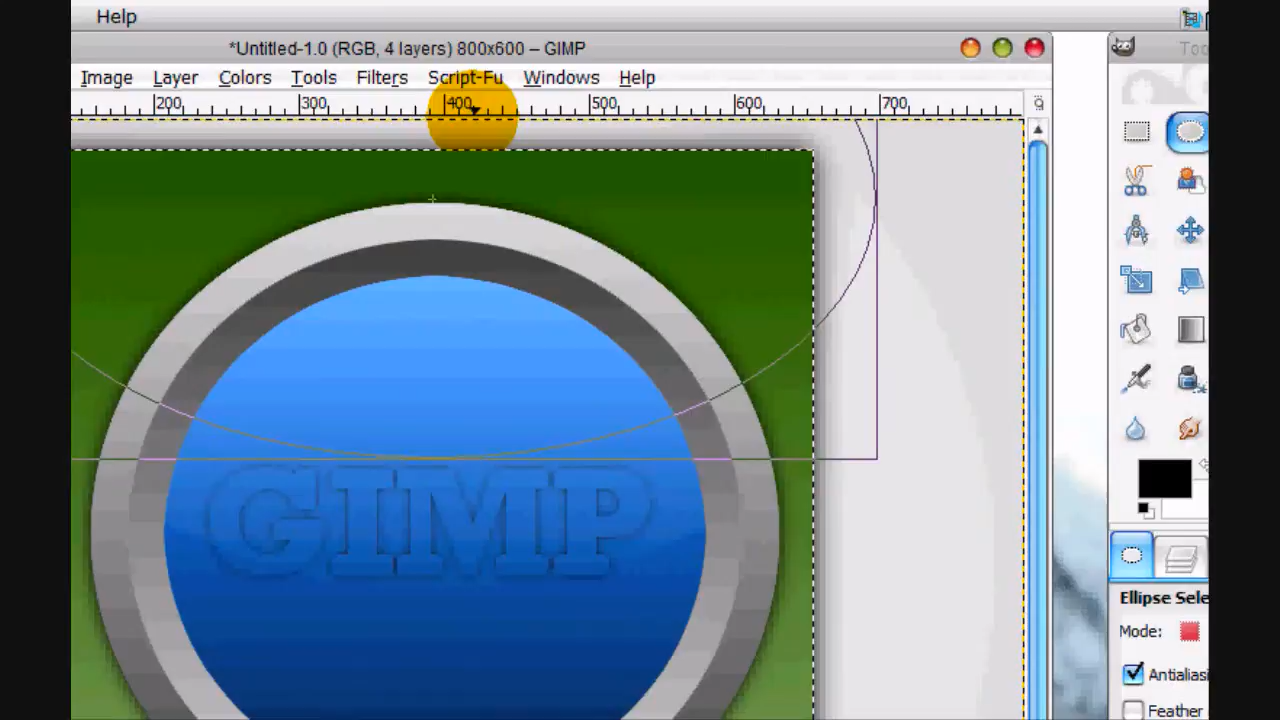 Help
*Untitled-1.0 (RGB, 4 layers) 800x600 – GIMP
Image Layer Colors Tools Filters Script-Fu Windows Help
200 300 400 500 600 700
GIMP
Ellipse Sele
Mode:
Antialiasi
Feather